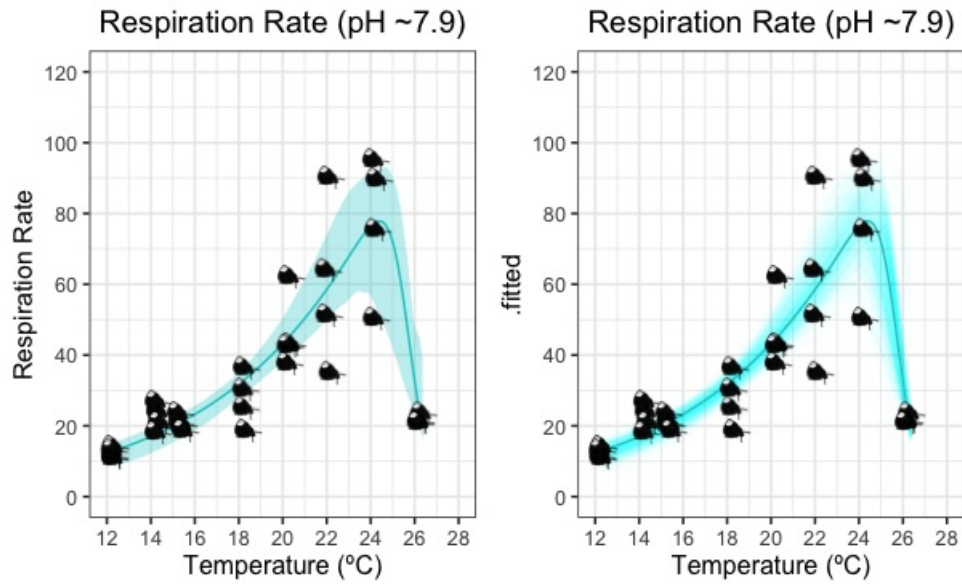 Respiration Rate (pH ~7.9)
Respiration Rate
120
100
80
60
40
20
0
12 14 16 18 20 22 24 26 28
Temperature (ºC)
Respiration Rate (pH ~7.9)
.fitted
120
100
80
60
40
20
0
12 14 16 18 20 22 24 26 28
Temperature (ºC)